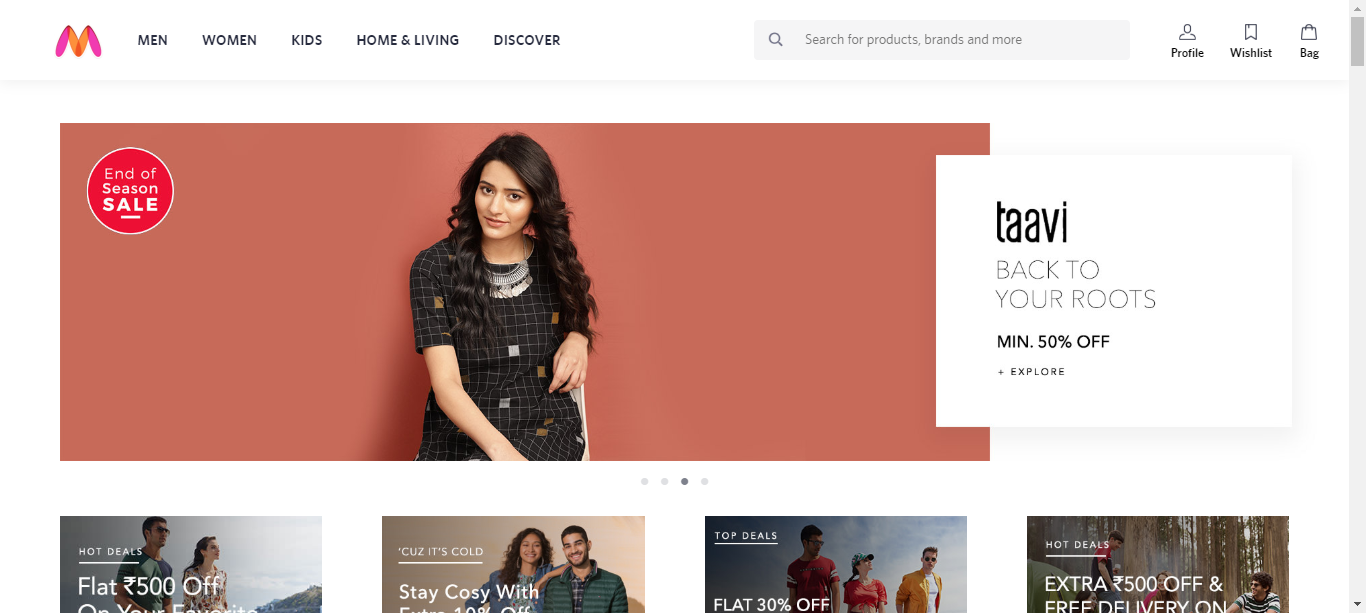 MEN
WOMEN
KIDS
HOME & LIVING
DISCOVER
Search for products, brands and more
Profile
Wishlist
Bag
End of
Season
SALE
taavi
BACK TO
YOUR ROOTS
MIN. 50% OFF
+ EXPLORE
HOT DEALS
Flat ₹500 Off
On Your Favorite
'CUZ IT'S COLD
Stay Cosy With
Extra 10% Off
TOP DEALS
FLAT 30% OFF
HOT DEALS
EXTRA ₹500 OFF &
FREE DELIVERY ON